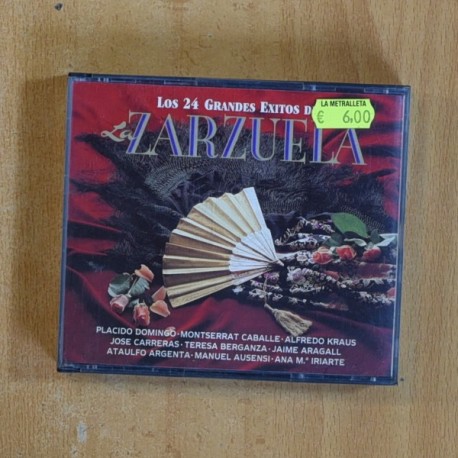 LOS 24 GRANDES EXITOS D
La ZARZUELA
LA METRALLETA
€ 6,00
PLACIDO DOMINGO · MONTSERRAT CABALLE · ALFREDO KRAUS
JOSE CARRERAS · TERESA BERGANZA · JAIME ARAGALL
ATAULFO ARGENTA · MANUEL AUSENSI · ANA M.ª IRIARTE